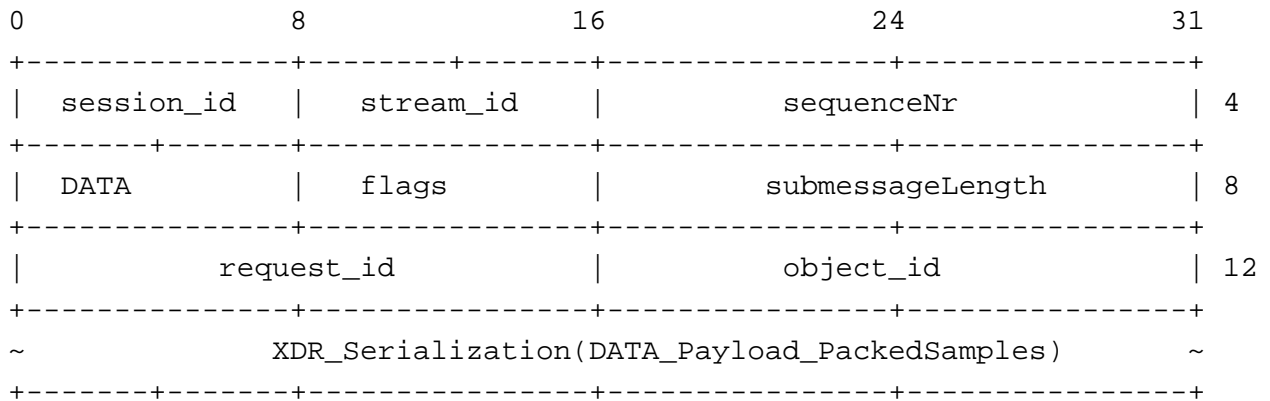 0 8 16 24 31
+---------------+--------+-------+----------------+----------------+
| session_id | stream_id | sequenceNr | 4
+-------+-------+----------------+----------------+----------------+
| DATA | flags | submessageLength | 8
+---------------+----------------+----------------+----------------+
| request_id | object_id | 12
+---------------+----------------+----------------+----------------+
~ XDR_Serialization(DATA_Payload_PackedSamples) ~
+-------+-------+----------------+----------------+----------------+